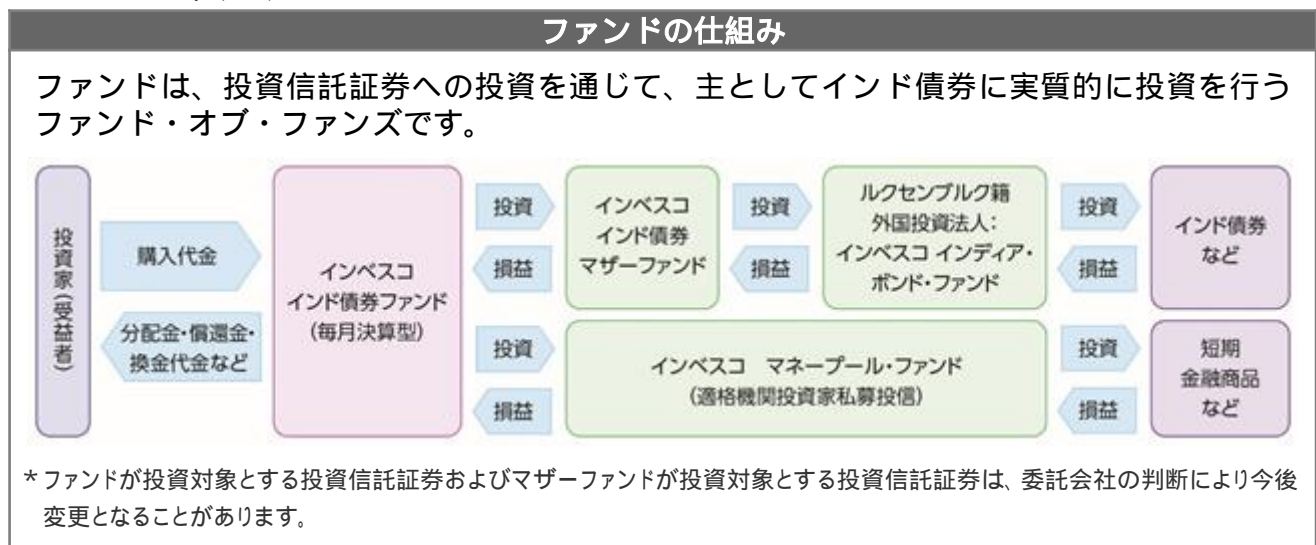 ファンドの仕組み
ファンドは、投資信託証券への投資を通じて、主としてインド債券に実質的に投資を行う
ファンド・オブ・ファンズです。
投資家(受益者)
購入代金
分配金・償還金・
換金代金など
インベスコ
インド債券ファンド
(毎月決算型)
投資
損益
インベスコ
インド債券
マザーファンド
投資
損益
ルクセンブルク籍
外国投資法人:
インベスコ インディア・
ボンド・ファンド
投資
損益
インド債券
など
投資
損益
インベスコ マネープール・ファンド
(適格機関投資家私募投信)
投資
損益
短期
金融商品
など
*ファンドが投資対象とする投資信託証券およびマザーファンドが投資対象とする投資信託証券は、委託会社の判断により今後
変更となることがあります。